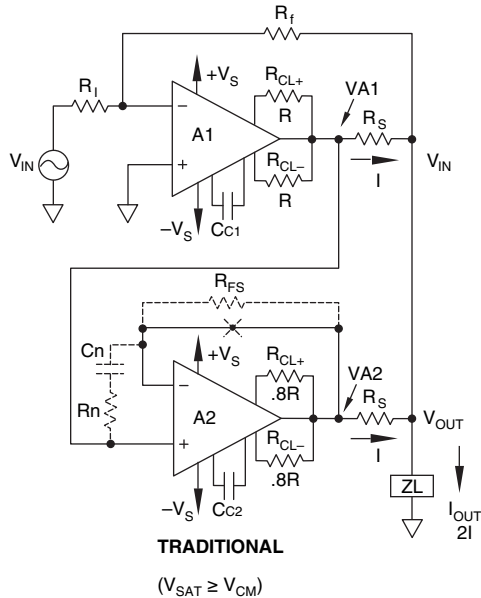 Rf
RI
+VS
RCL+
R
VA1
RS
VIN
A1
I
VIN
RCL–
R
–VS
CC1
RFS
Cn
+VS
RCL+
.8R
VA2
RS
Rn
A2
VOUT
RCL–
.8R
I
–VS
CC2
ZL
IOUT
2I
TRADITIONAL
(VSAT ≥ VCM)